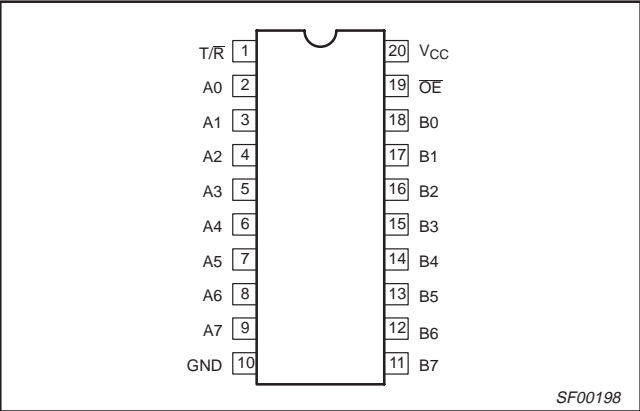 T/R̅ 1 20 VCC
A0 2 19 O̅E̅
A1 3 18 B0
A2 4 17 B1
A3 5 16 B2
A4 6 15 B3
A5 7 14 B4
A6 8 13 B5
A7 9 12 B6
GND 10 11 B7
SF00198